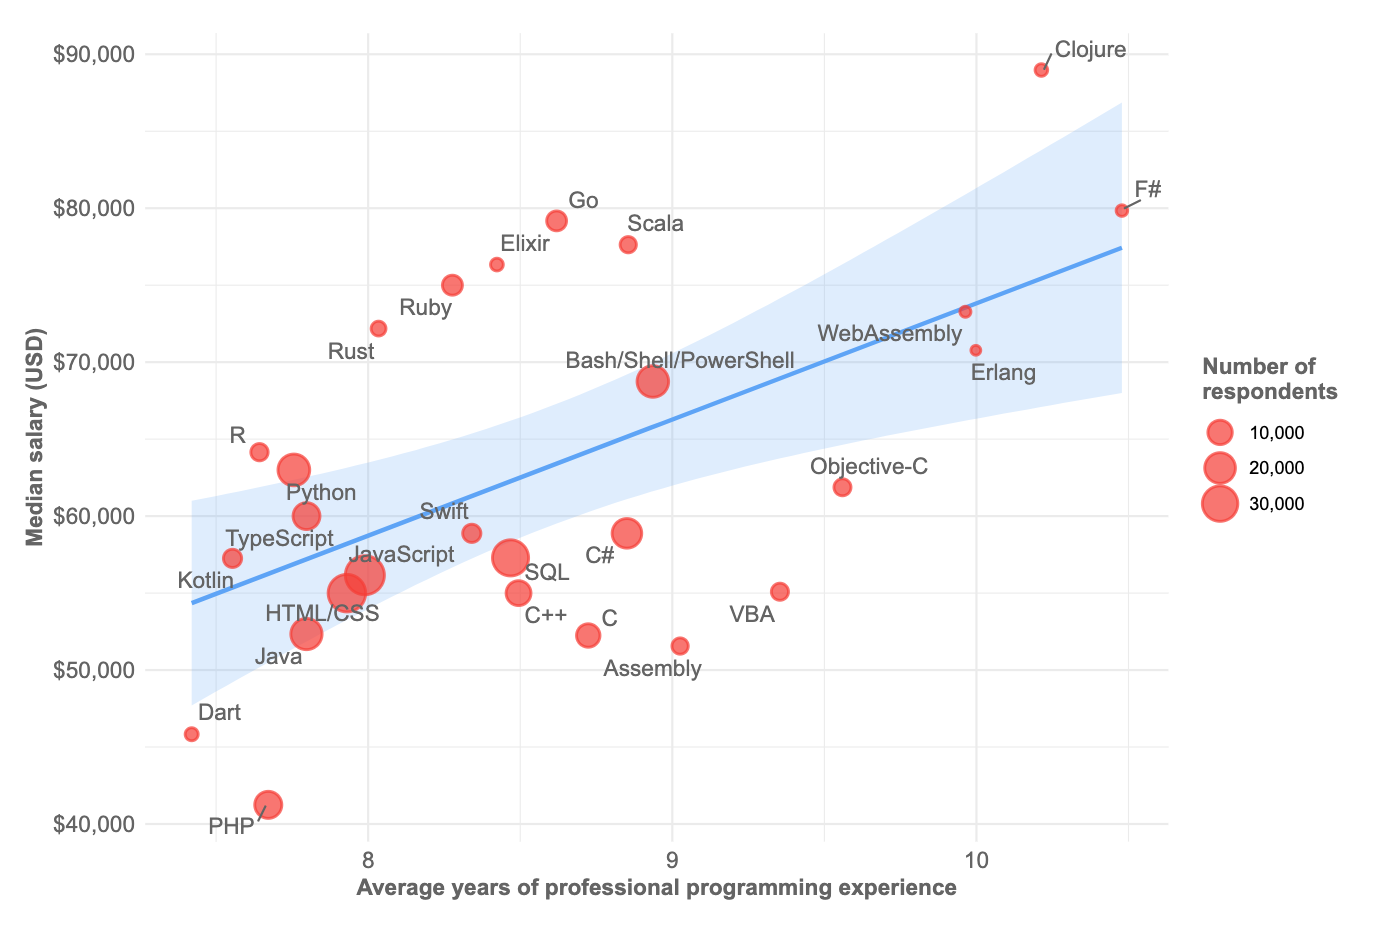 $90,000
Clojure
F#
$80,000
Go
Scala
Elixir
Ruby
Rust
WebAssembly
$70,000
Bash/Shell/PowerShell
Erlang
R
Objective-C
Python
Swift
$60,000
TypeScript
JavaScript
C#
Kotlin
SQL
HTML/CSS
C++
C
VBA
Java
Assembly
$50,000
Dart
PHP
$40,000
8
9
10
Average years of professional programming experience
Median salary (USD)
Number of
respondents
10,000
20,000
30,000